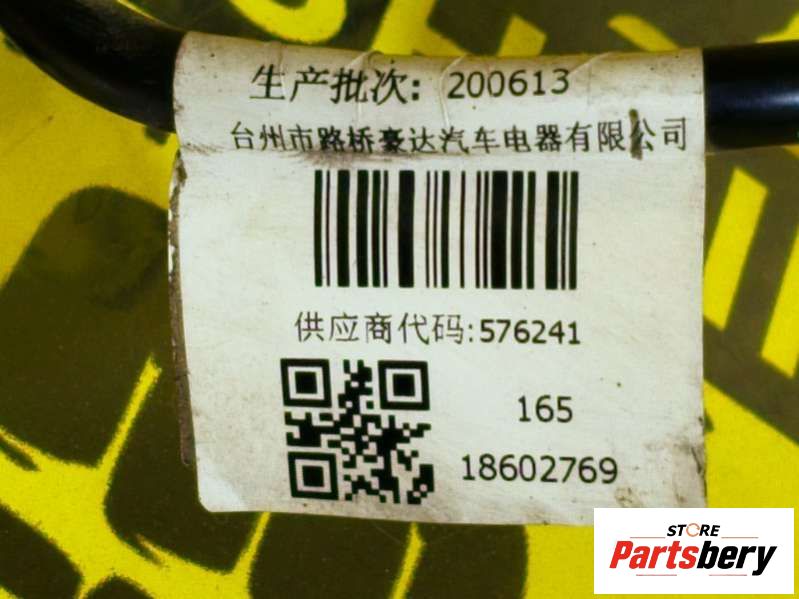 生产批次: 200613
台州市路桥豪达汽车电器有限公司
供应商代码:576241
165
18602769
STORE
Partsbery